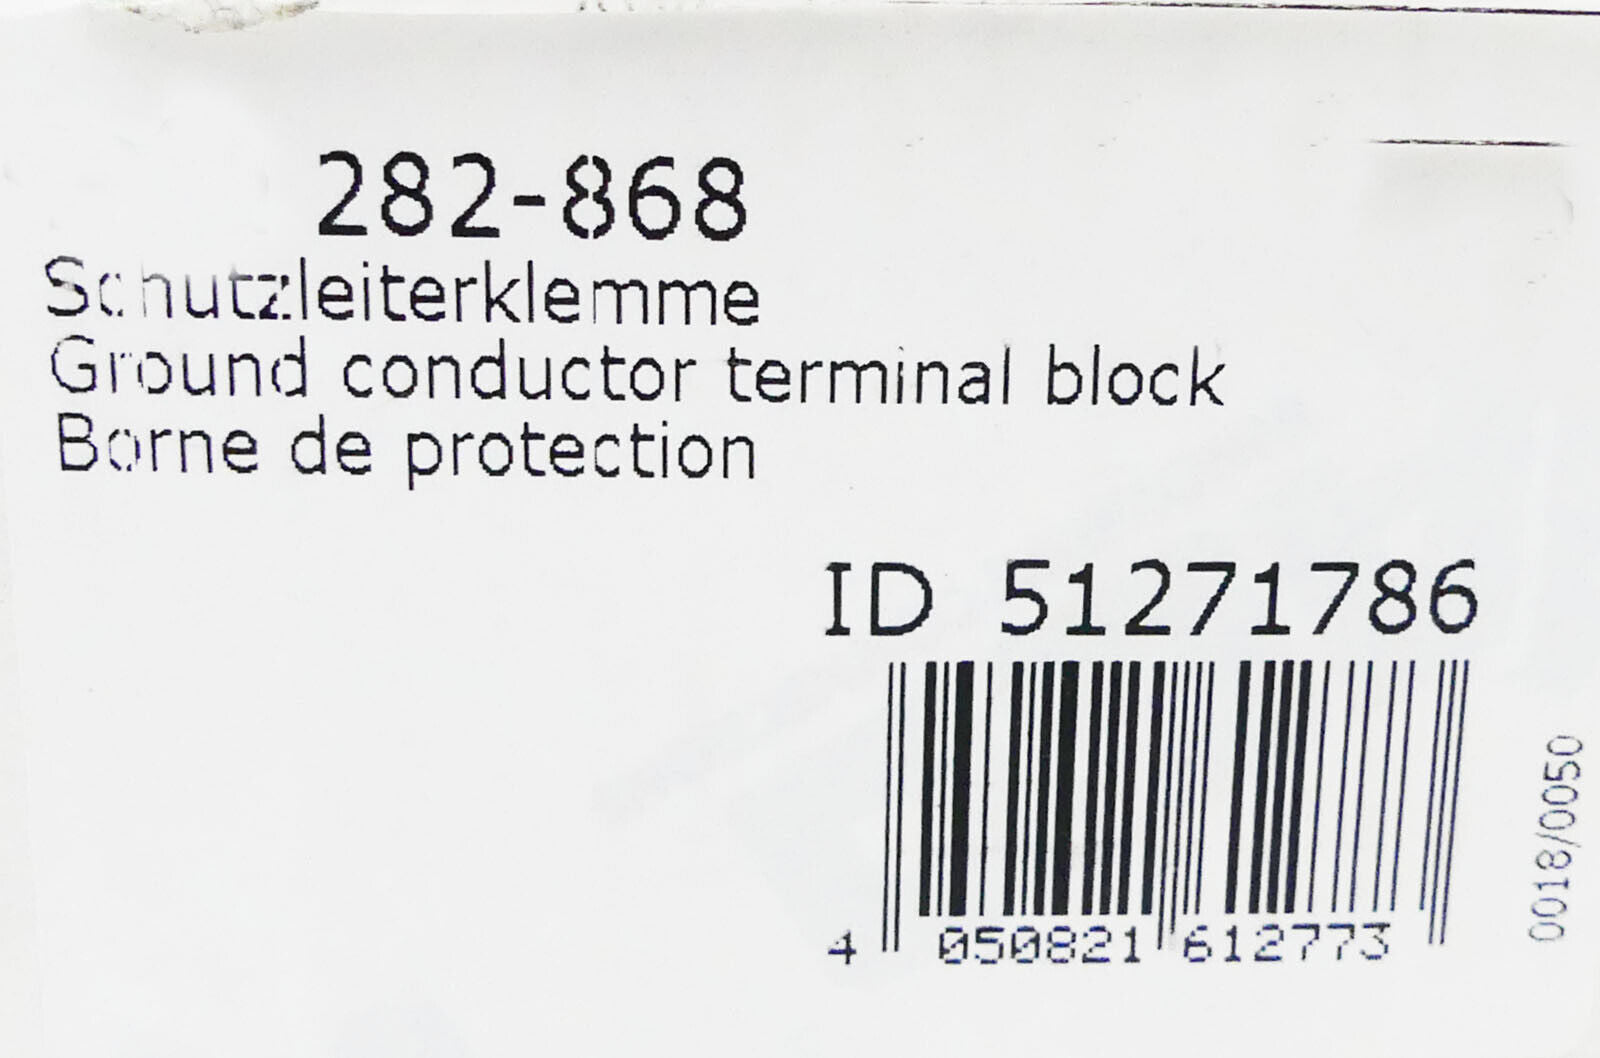 282-868
Schutzleiterklemme
Ground conductor terminal block
Borne de protection
ID 51271786
4 050821 612773
0018/0050